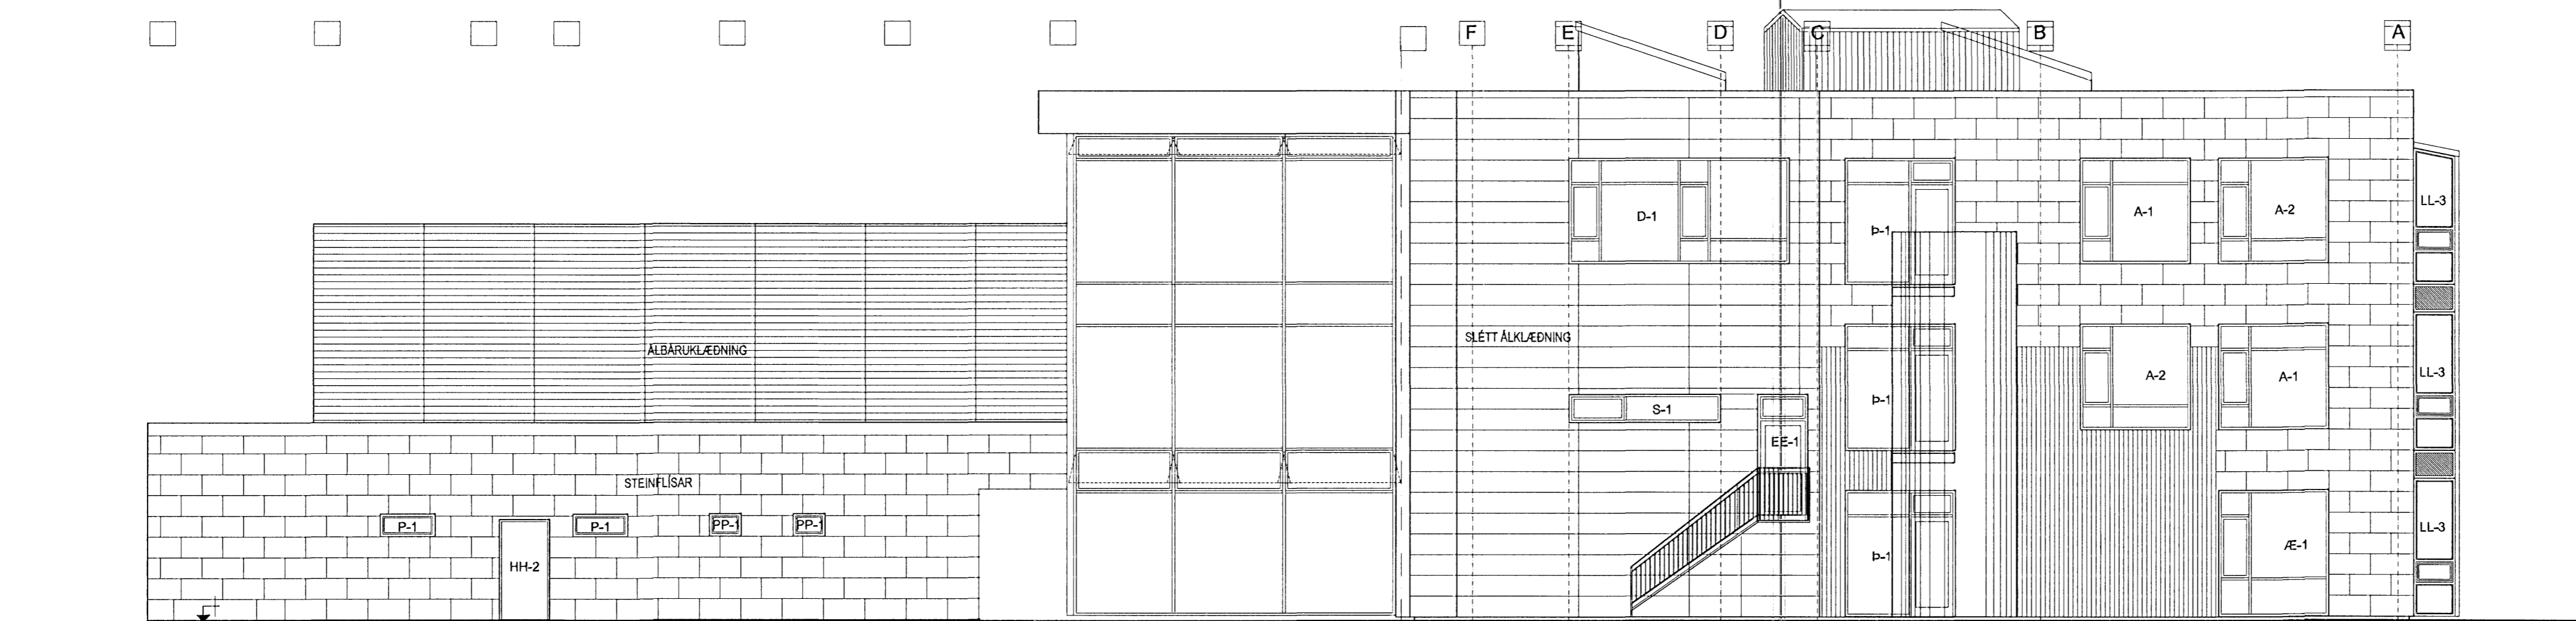 F E D C B A
D-1 Þ-1 A-1 A-2 LL-3
ÁLBÁRUKLÆÐNING SLÉTT ÁLKLÆÐNING
Þ-1 A-2 A-1 LL-3
S-1
EE-1
STEINFLÍSAR
P-1 P-1 PP-1 PP-1 LL-3
HH-2 Þ-1 Æ-1